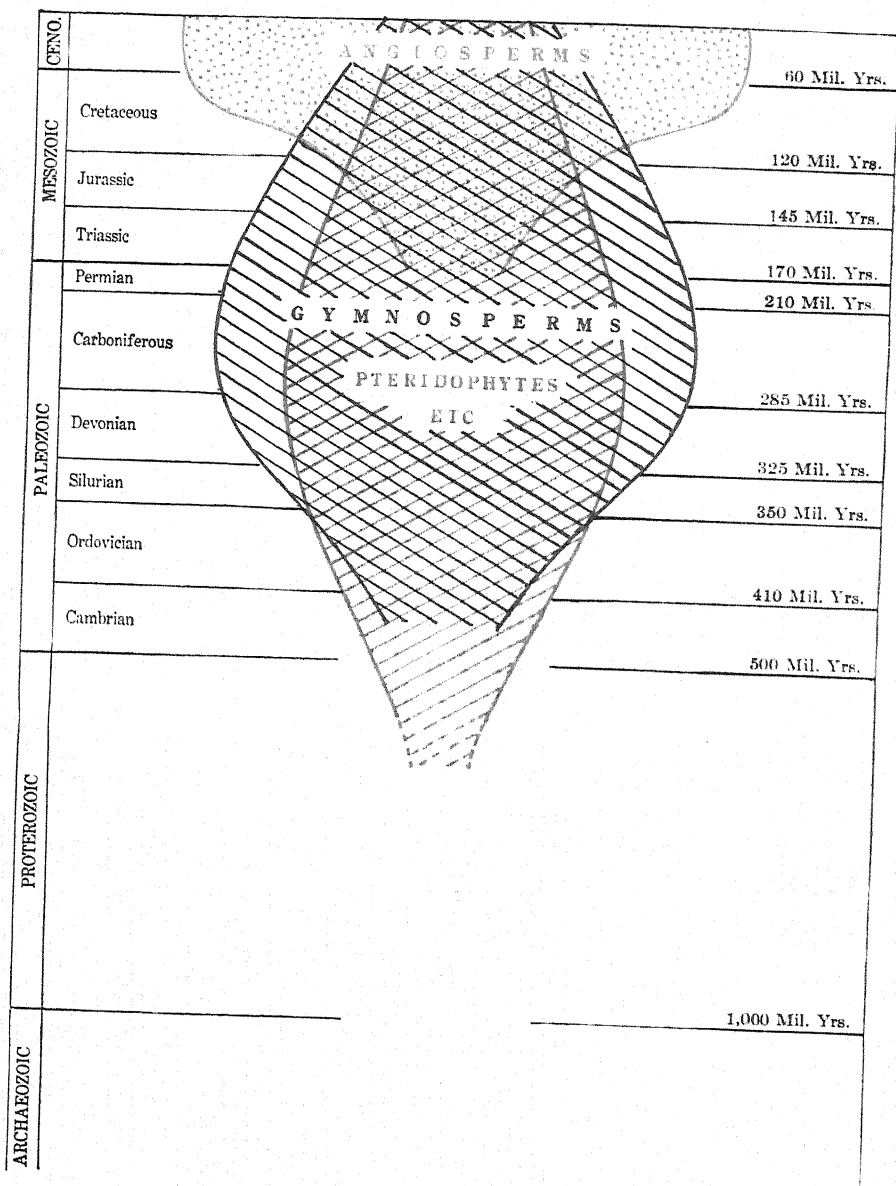 CENO.
ANGIOSPERMS
60 Mil. Yrs.
MESOZOIC
Cretaceous
120 Mil. Yrs.
Jurassic
145 Mil. Yrs.
Triassic
170 Mil. Yrs.
PALEOZOIC
Permian
210 Mil. Yrs.
GYMNOSPERMS
Carboniferous
PTERIDOPHYTES
ETC
285 Mil. Yrs.
Devonian
325 Mil. Yrs.
Silurian
350 Mil. Yrs.
Ordovician
410 Mil. Yrs.
Cambrian
500 Mil. Yrs.
PROTEROZOIC
1,000 Mil. Yrs.
ARCHAEOZOIC